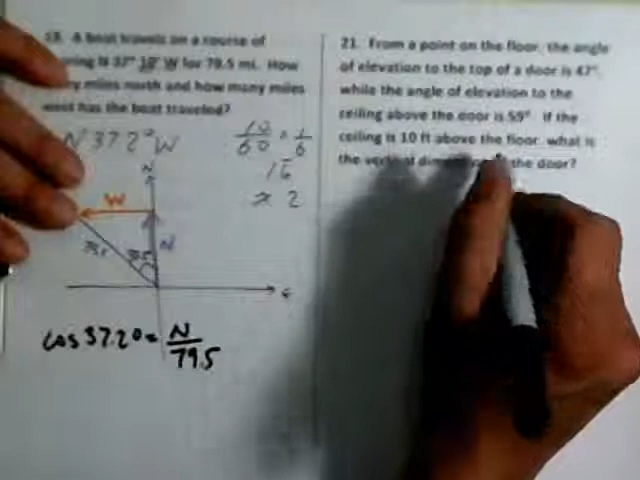 A boat travels on a course of
N 37° 10' W for 79.5 mi. How
miles north and how many miles
west has the boat traveled?
N 37.2° W
10/60 = 1/6
.16
≈ .2
N
W
N
cos 37.2° = N/79.5
21. From a point on the floor, the angle
of elevation to the top of a door is 47°,
while the angle of elevation to the
ceiling above the door is 59°. If the
ceiling is 10 ft above the floor, what is
the vertical the door?